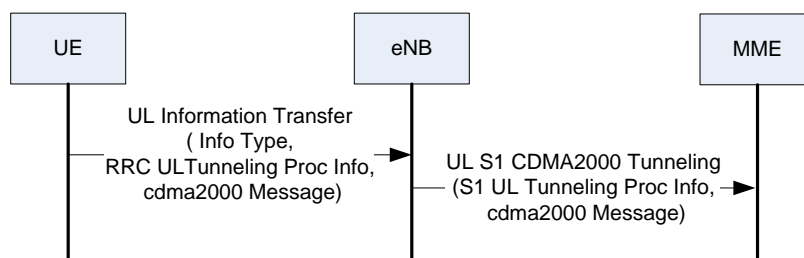 UE
eNB
MME
UL Information Transfer
( Info Type,
RRC ULTunneling Proc Info,
cdma2000 Message)
UL S1 CDMA2000 Tunneling
(S1 UL Tunneling Proc Info,
cdma2000 Message)